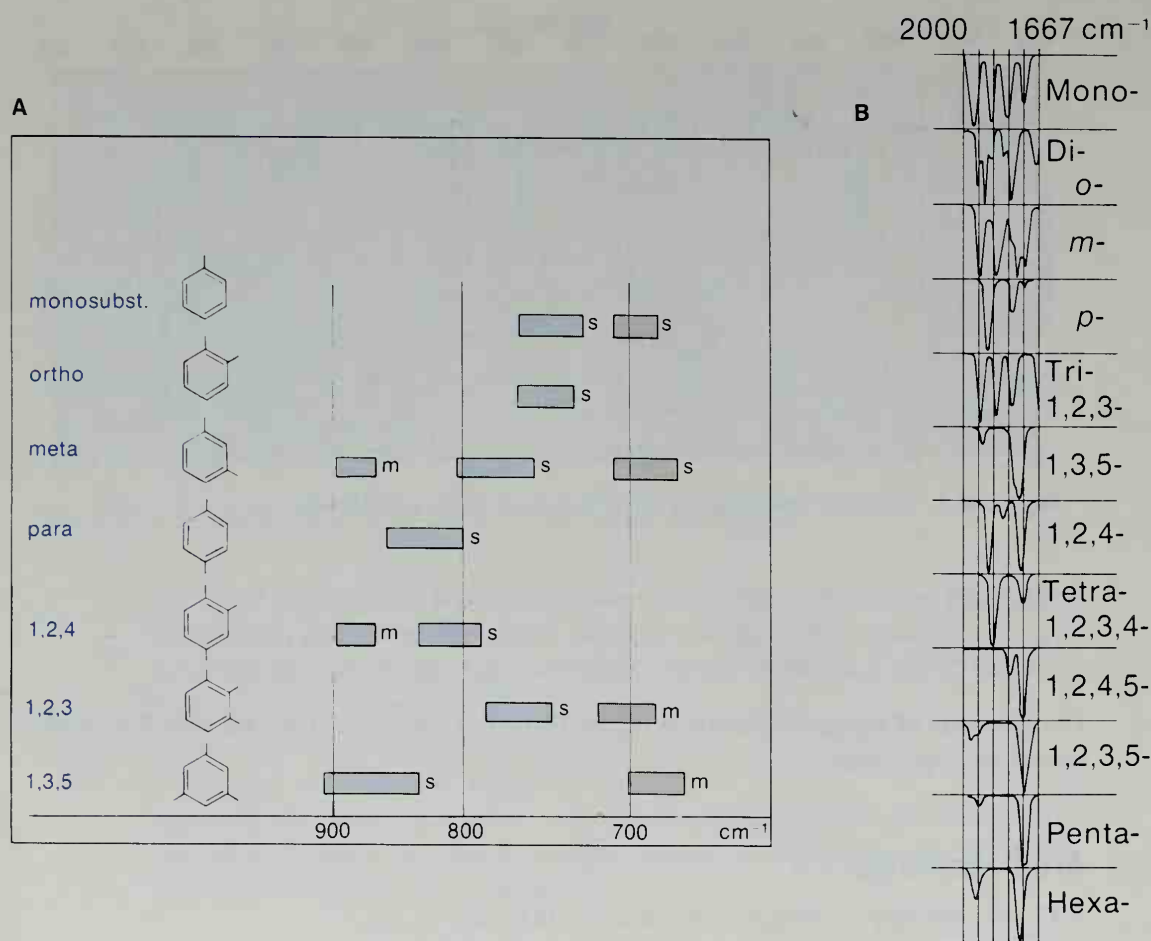 A
monosubst.
s
s
ortho
s
meta
m
s
s
para
s
1,2,4
m
s
1,2,3
s
m
1,3,5
s
m
900
800
700
cm⁻¹
B
2000 1667 cm⁻¹
Mono-
Di-
o-
m-
p-
Tri-
1,2,3-
1,3,5-
1,2,4-
Tetra-
1,2,3,4-
1,2,4,5-
1,2,3,5-
Penta-
Hexa-